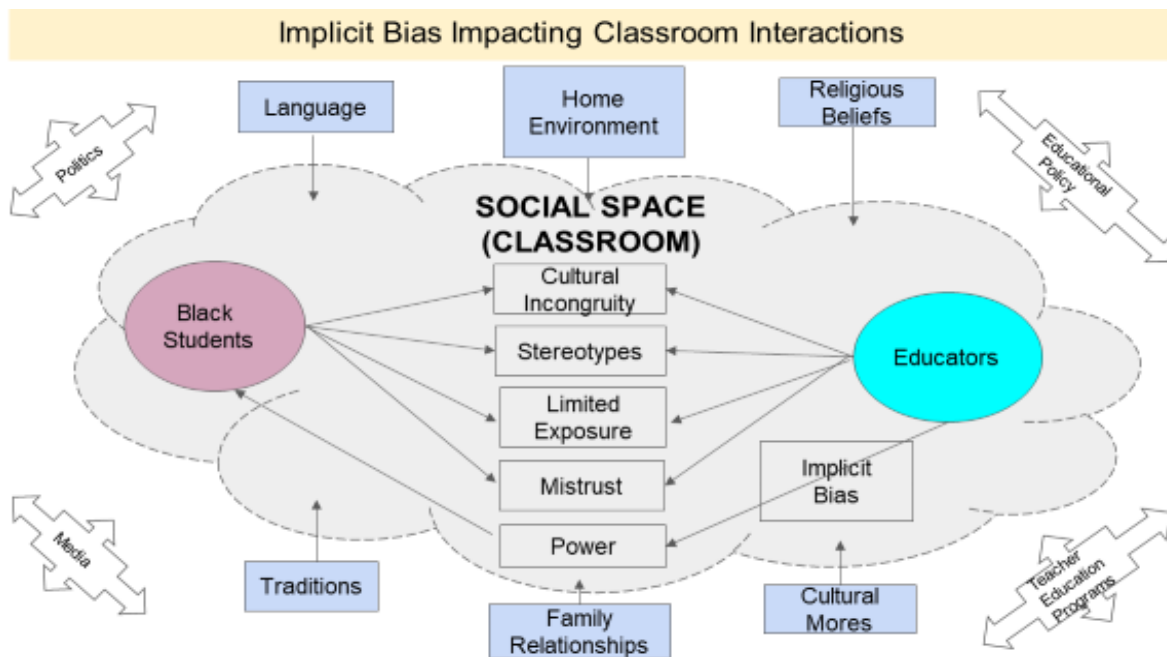 Implicit Bias Impacting Classroom Interactions
Language
Home
Environment
Religious
Beliefs
Politics
Educational
Policy
SOCIAL SPACE
(CLASSROOM)
Black
Students
Cultural
Incongruity
Stereotypes
Limited
Exposure
Mistrust
Power
Educators
Implicit
Bias
Media
Traditions
Family
Relationships
Cultural
Mores
Teacher
Education
Programs